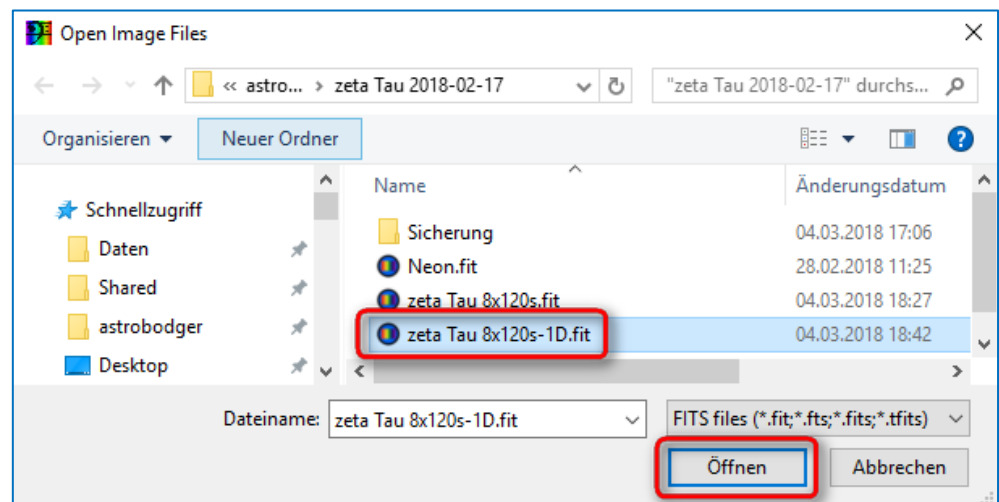 Open Image Files
« astro... › zeta Tau 2018-02-17
"zeta Tau 2018-02-17" durchs...
Organisieren
Neuer Ordner
Name
Änderungsdatum
Schnellzugriff
Daten
Shared
astrobodger
Desktop
Sicherung 04.03.2018 17:06
Neon.fit 28.02.2018 11:25
zeta Tau 8x120s.fit 04.03.2018 18:27
zeta Tau 8x120s-1D.fit 04.03.2018 18:42
Dateiname: zeta Tau 8x120s-1D.fit
FITS files (*.fit;*.fts;*.fits;*.tfits)
Öffnen
Abbrechen